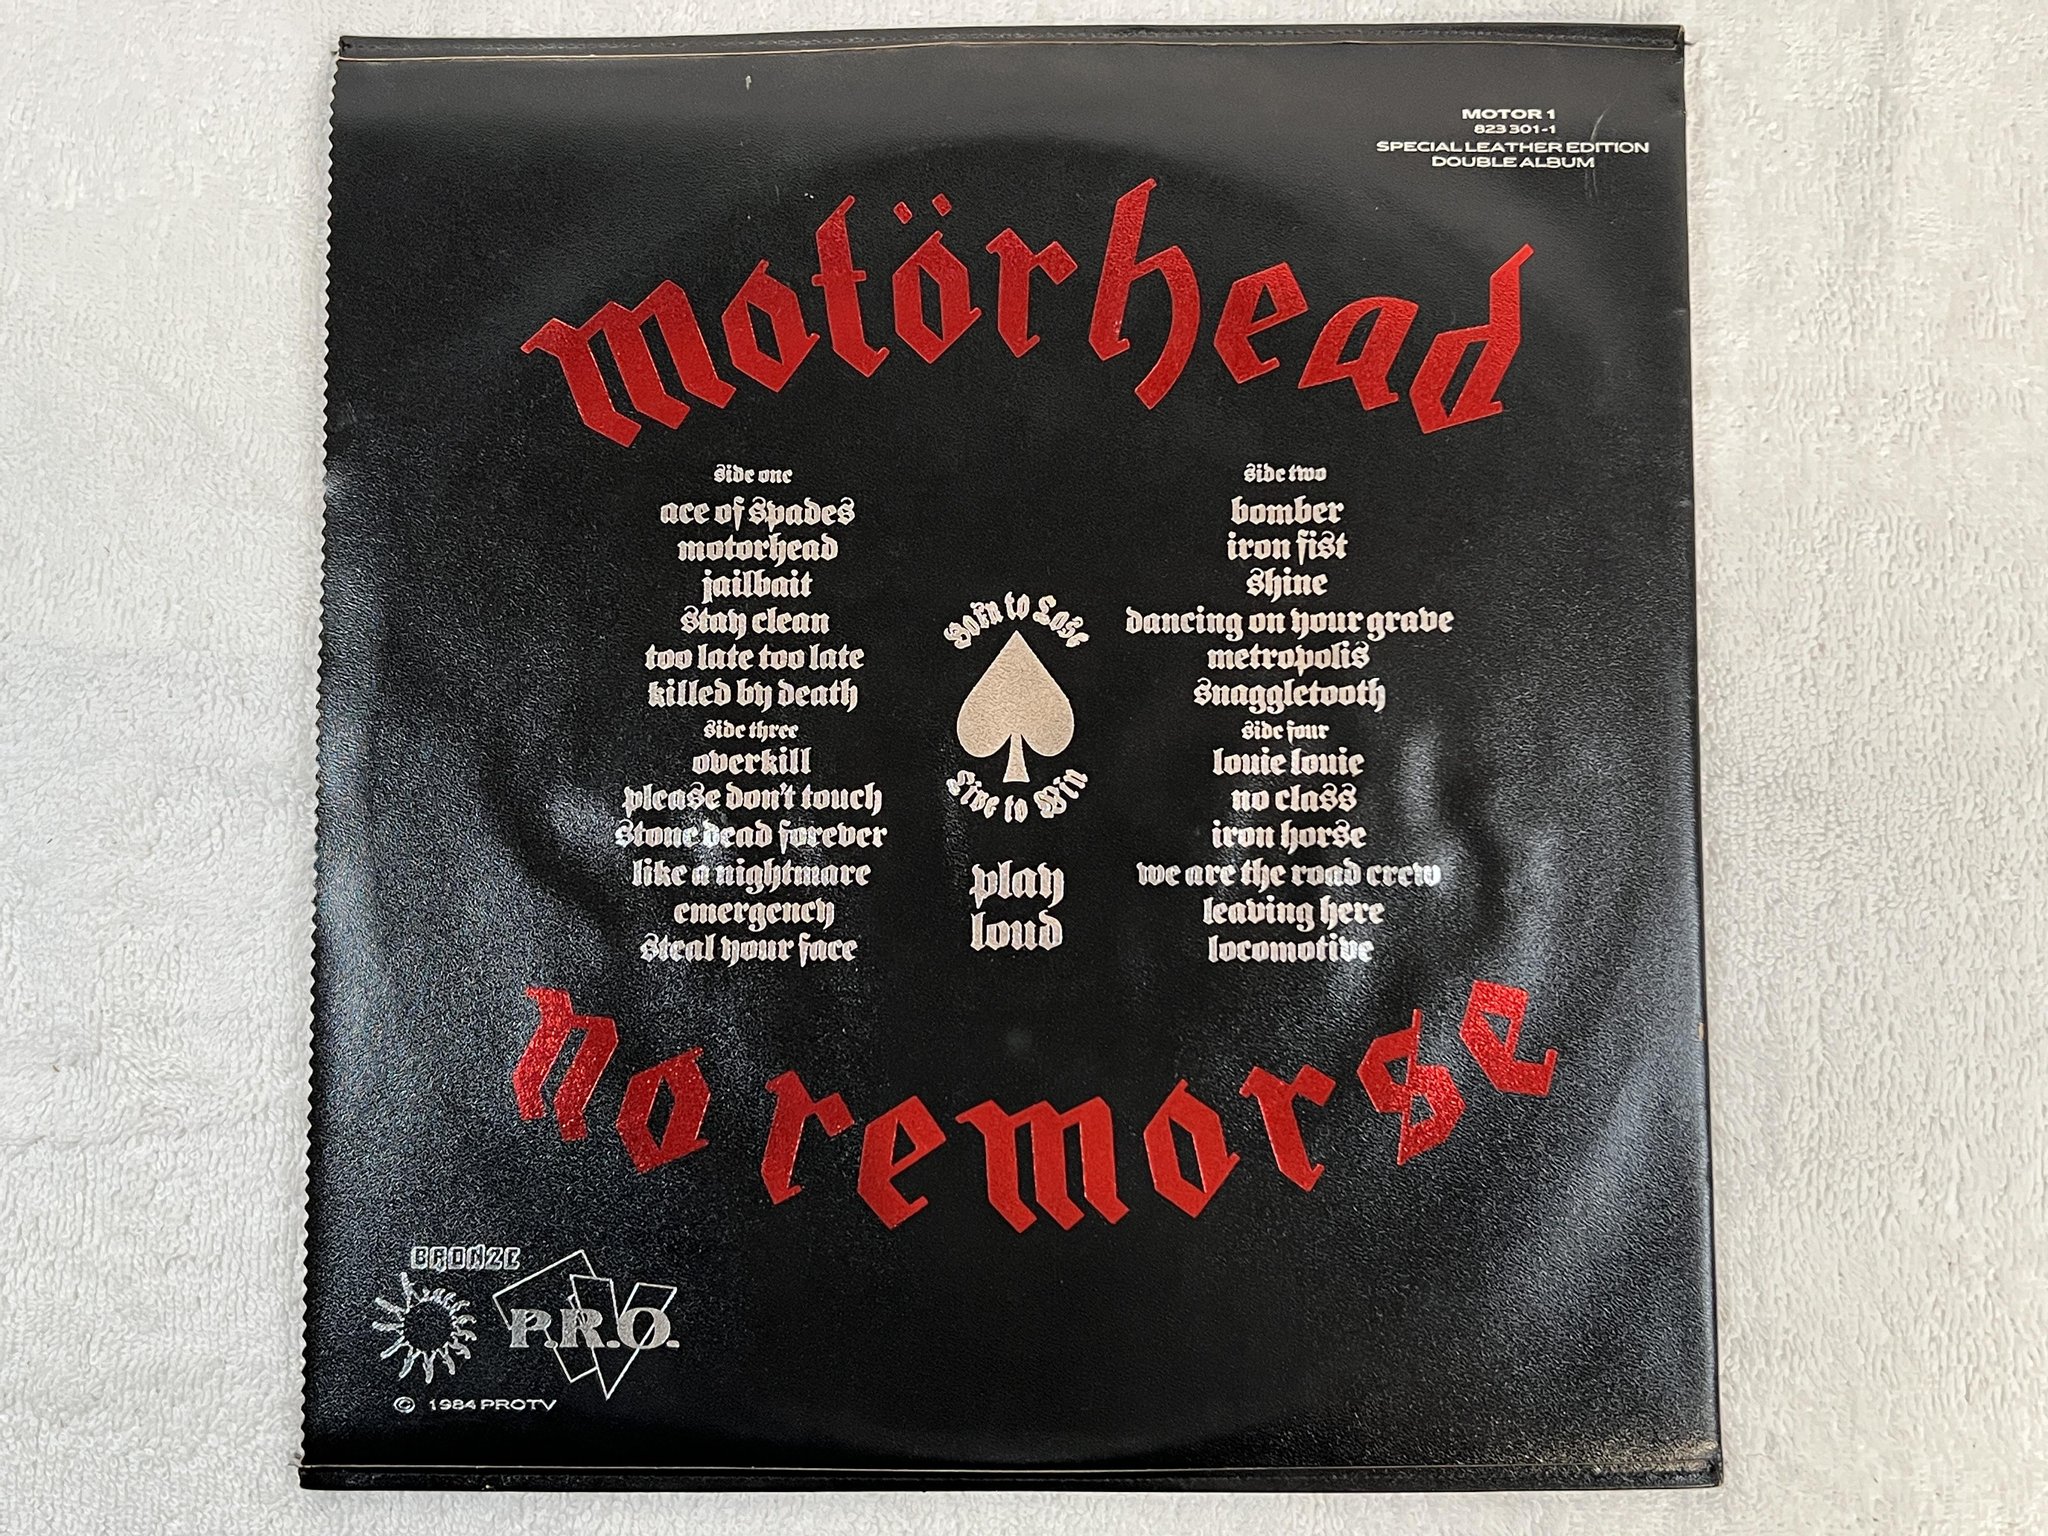 MOTOR 1
823 301-1
SPECIAL LEATHER EDITION
DOUBLE ALBUM
motörhead
side one
ace of spades
motorhead
jailbait
stay clean
too late too late
killed by death
side two
bomber
iron fist
shine
dancing on your grave
metropolis
snaggletooth
Born to Lose
Live to Win
play
loud
side three
overkill
please don't touch
stone dead forever
like a nightmare
emergency
steal your face
side four
louie louie
no class
iron horse
we are the road crew
leaving here
locomotive
no remorse
BRONZE
P.R.O.
© 1984 PROTV